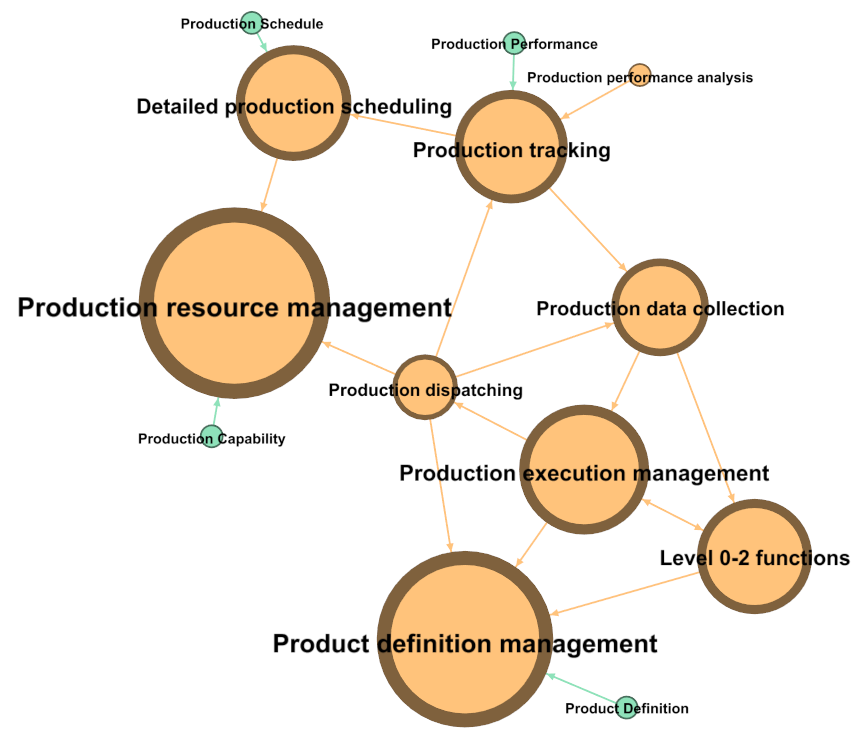 Production Schedule
Production Performance
Production performance analysis
Detailed production scheduling
Production tracking
Production resource management
Production data collection
Production dispatching
Production Capability
Production execution management
Level 0-2 functions
Product definition management
Product Definition